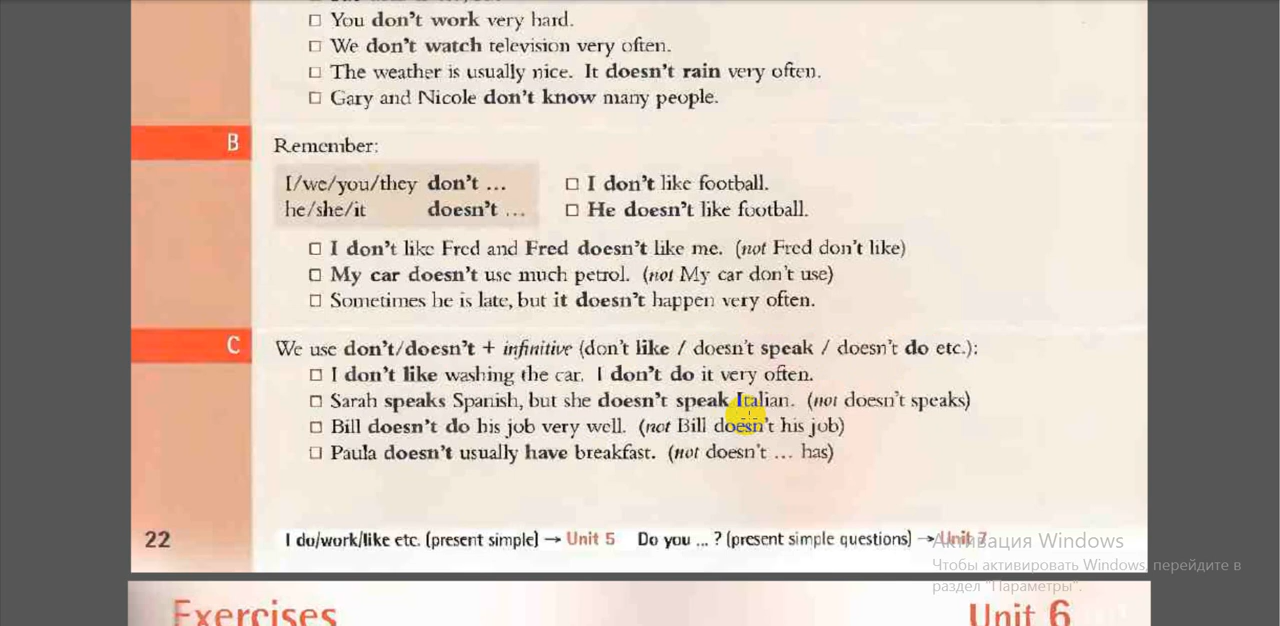 □ You don't work very hard.
□ We don't watch television very often.
□ The weather is usually nice. It doesn't rain very often.
□ Gary and Nicole don't know many people.
B
Remember:
I/we/you/they don't ...
he/she/it doesn't ...
□ I don't like football.
□ He doesn't like football.
□ I don't like Fred and Fred doesn't like me. (not Fred don't like)
□ My car doesn't use much petrol. (not My car don't use)
□ Sometimes he is late, but it doesn't happen very often.
C
We use don't/doesn't + infinitive (don't like / doesn't speak / doesn't do etc.):
□ I don't like washing the car. I don't do it very often.
□ Sarah speaks Spanish, but she doesn't speak Italian. (not doesn't speaks)
□ Bill doesn't do his job very well. (not Bill doesn't his job)
□ Paula doesn't usually have breakfast. (not doesn't ... has)
22
I do/work/like etc. (present simple) → Unit 5 Do you ... ? (present simple questions) → Unit 7
Активация Windows
Чтобы активировать Windows, перейдите в
раздел "Параметры".
Exercises
Unit 6